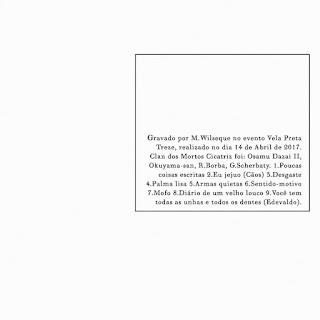 Gravado por M.Wilseque no evento Vela Preta
Treze, realizado no dia 14 de Abril de 2017.
Clan dos Mortos Cicatriz foi: Osamu Dazai II,
Okuyama-san, R.Borba, G.Scherbaty. 1.Poucas
coisas escritas 2.Eu jejuo (Cãos) 3.Desgaste
4.Palma lisa 5.Armas quietas 6.Sentido-motivo
7.Mofo 8.Diário de um velho louco 9.Você tem
todas as unhas e todos os dentes (Edevaldo).